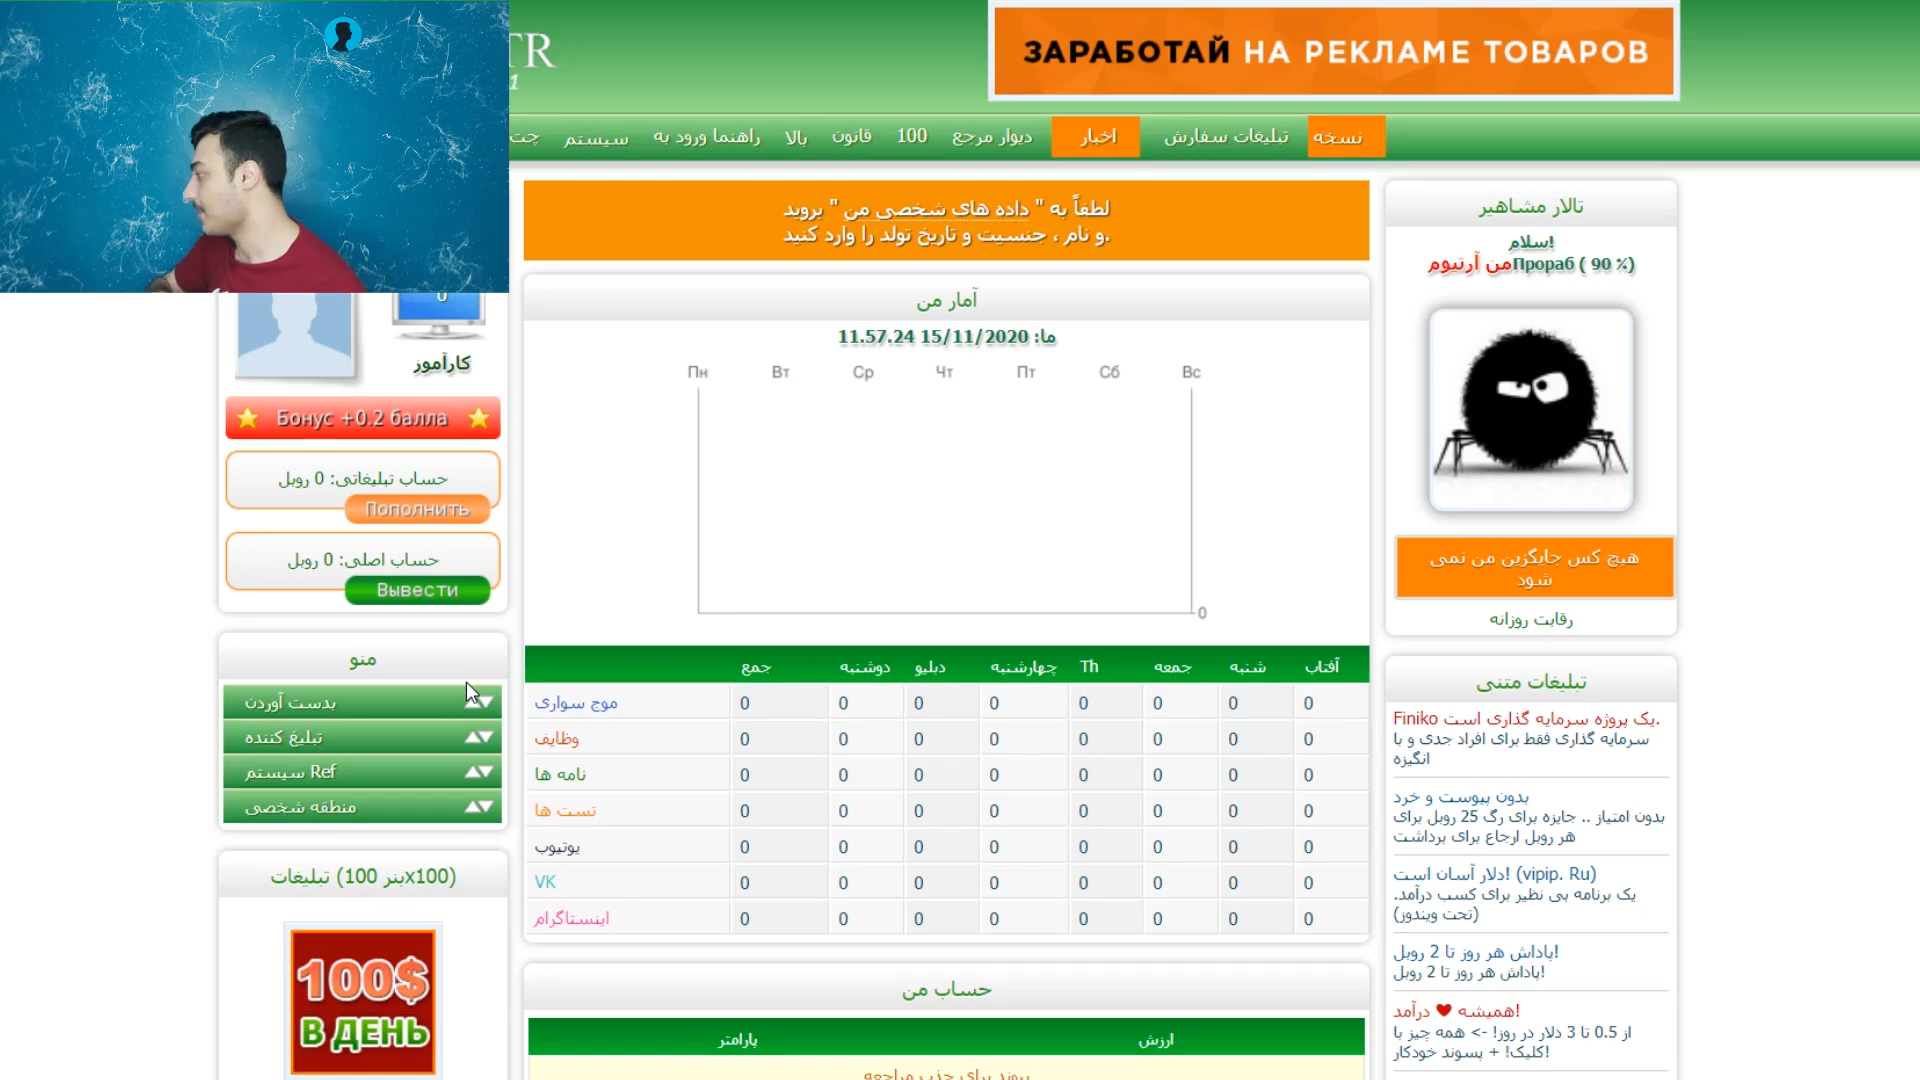 TR
1
ЗАРАБОТАЙ НА РЕКЛАМЕ ТОВАРОВ
نسخه
تبلیغات سفارش
اخبار
دیوار مرجع
100
قانون
بالا
راهنما ورود به
سیستم
چت
لطفاً به " داده های شخصی من " بروید
و نام ، جنسیت و تاریخ تولد را وارد کنید.
0
کارآموز
Бонус +0.2 балла
حساب تبلیغاتی: 0 روبل
Пополнить
حساب اصلی: 0 روبل
Вывести
منو
بدست آوردن
تبلیغ کننده
سیستم Ref
منطقه شخصی
تبلیغات (100 بنرx100)
100$
В ДЕНЬ
آمار من
ما: 15/11/2020 11.57.24
Пн Вт Ср Чт Пт Сб Вс
0
جمع دوشنبه دبلیو چهارشنبه Th جمعه شنبه آفتاب
موج سواری 0 0 0 0 0 0 0 0
وظایف 0 0 0 0 0 0 0 0
نامه ها 0 0 0 0 0 0 0 0
تست ها 0 0 0 0 0 0 0 0
یوتیوب 0 0 0 0 0 0 0 0
VK 0 0 0 0 0 0 0 0
اینستاگرام 0 0 0 0 0 0 0 0
حساب من
پارامتر ارزش
پیوند برای جذب مراجعه
تالار مشاهیر
سلام!
من آرتیومПрораб ( 90 %)
هیچ کس جایگزین من نمی
شود
رقابت روزانه
تبلیغات متنی
Finiko یک پروژه سرمایه گذاری است.
سرمایه گذاری فقط برای افراد جدی و با
انگیزه
بدون پیوست و خرد
بدون امتیاز .. جایزه برای رگ 25 روبل برای
هر روبل ارجاع برای برداشت
دلار آسان است! (vipip. Ru)
یک برنامه بی نظیر برای کسب درآمد.
(تحت ویندوز)
پاداش هر روز تا 2 روبل!
پاداش هر روز تا 2 روبل!
همیشه ♥ درآمد!
از 0.5 تا 3 دلار در روز! -> همه چیز با
کلیک! + پسوند خودکار!